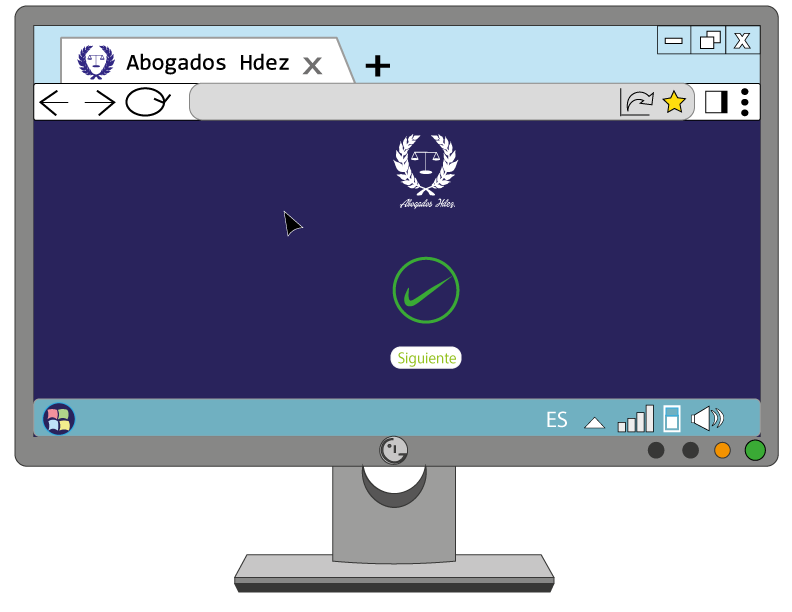 Abogados Hdez X
X
Abogados Hdez.
Siguiente
ES